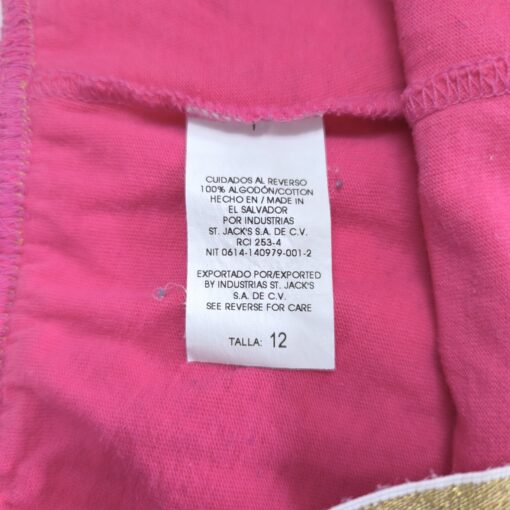 CUIDADOS AL REVERSO
100% ALGODÓN/COTTON
HECHO EN / MADE IN
EL SALVADOR
POR INDUSTRIAS
ST. JACK'S S.A. DE C.V.
RCI 253-4
NIT 0614-140979-001-2
EXPORTADO POR/EXPORTED
BY INDUSTRIAS ST. JACK'S
S.A. DE C.V.
SEE REVERSE FOR CARE
TALLA: 12